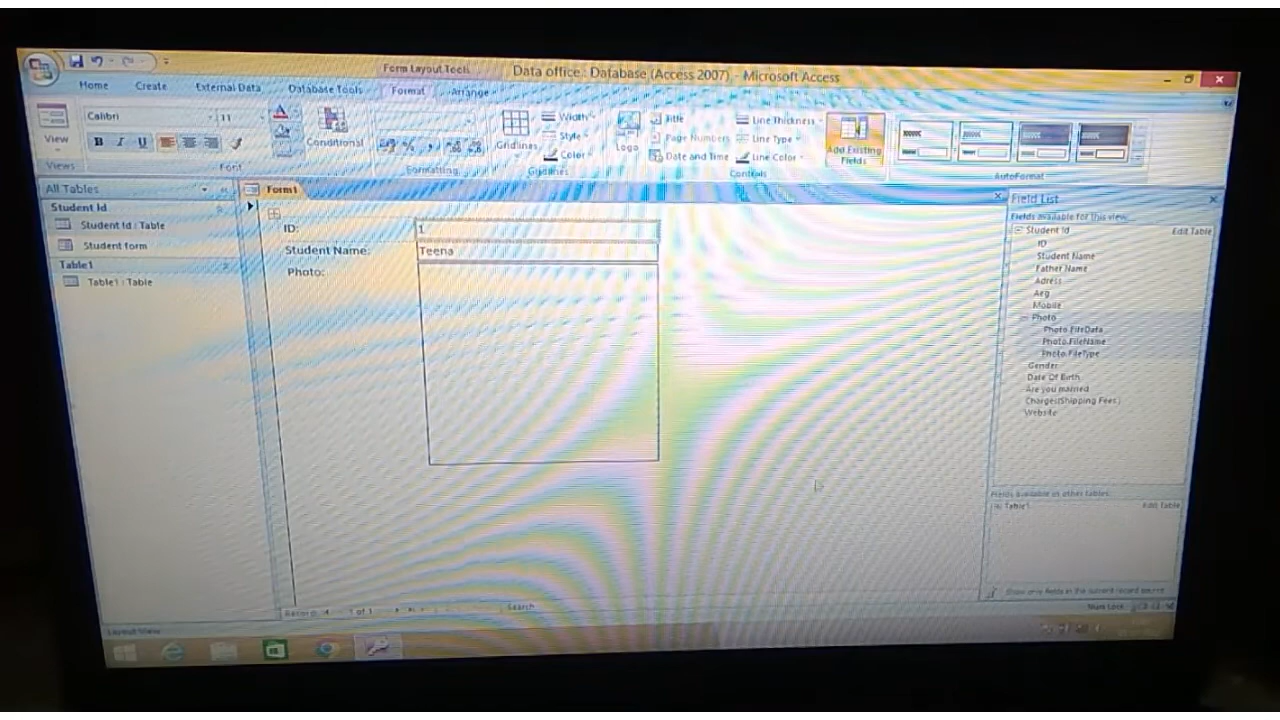 Form Layout Tools Data office : Database (Access 2007) - Microsoft Access
Home Create External Data Database Tools Format Arrange
View
Views
Calibri 11
B I U
Font
Conditional
%
Formatting
Gridlines
Width
Style
Color
Gridlines
Logo
Title
Page Numbers
Date and Time
Line Thickness
Line Type
Line Color
Controls
Add Existing
Fields
AutoFormat
All Tables
Student Id
Student Id : Table
Student form
Table1
Table1 : Table
Form1
ID: 1
Student Name: Teena
Photo:
Record: 1 of 1 Search
Field List
Fields available for this view:
Student Id Edit Table
ID
Student Name
Father Name
Adress
Aeg
Mobile
Photo
Photo.FileData
Photo.FileName
Photo.FileType
Gender
Date Of Birth
Are you married
Charges(Shipping Fees)
Website
Fields available in other tables:
Table1 Edit Table
Show only fields in the current record source
Layout View Num Lock